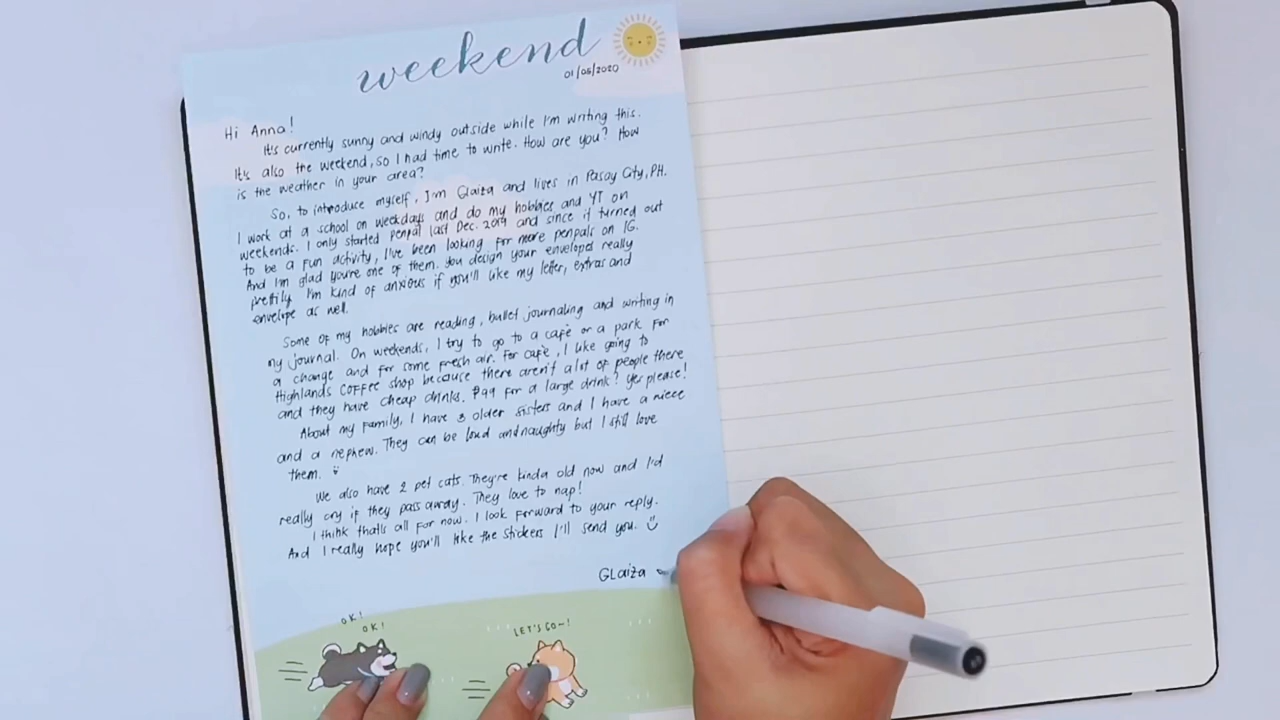 weekend
01/05/2020
Hi Anna!
It's currently sunny and windy outside while I'm writing this.
It's also the weekend, so I had time to write. How are you? How
is the weather in your area?
So, to introduce myself, I'm Glaiza and lives in Pasay City, PH.
I work at a school on weekdays and do my hobbies and YT on
weekends. I only started penpal last Dec. 2019 and since it turned out
to be a fun activity, I've been looking for more penpals on IG.
And I'm glad you're one of them. You design your envelopes really
prettily. I'm kind of anxious if you'll like my letter, extras and
envelope as well.
Some of my hobbies are reading, bullet journaling and writing in
my journal. On weekends, I try to go to a cafè or a park for
a change and for some fresh air. For cafè, I like going to
Highlands Coffee shop because there aren't a lot of people there
and they have cheap drinks. ₱99 for a large drink? Yes please!
About my family, I have 3 older sisters and I have a niece
and a nephew. They can be loud and naughty but I still love
them. :)
We also have 2 pet cats. They're kinda old now and I'd
really cry if they pass away. They love to nap!
I think that's all for now. I look forward to your reply.
And I really hope you'll like the stickers I'll send you. :)
GLaiza
OK!
OK!
LET'S GO~!